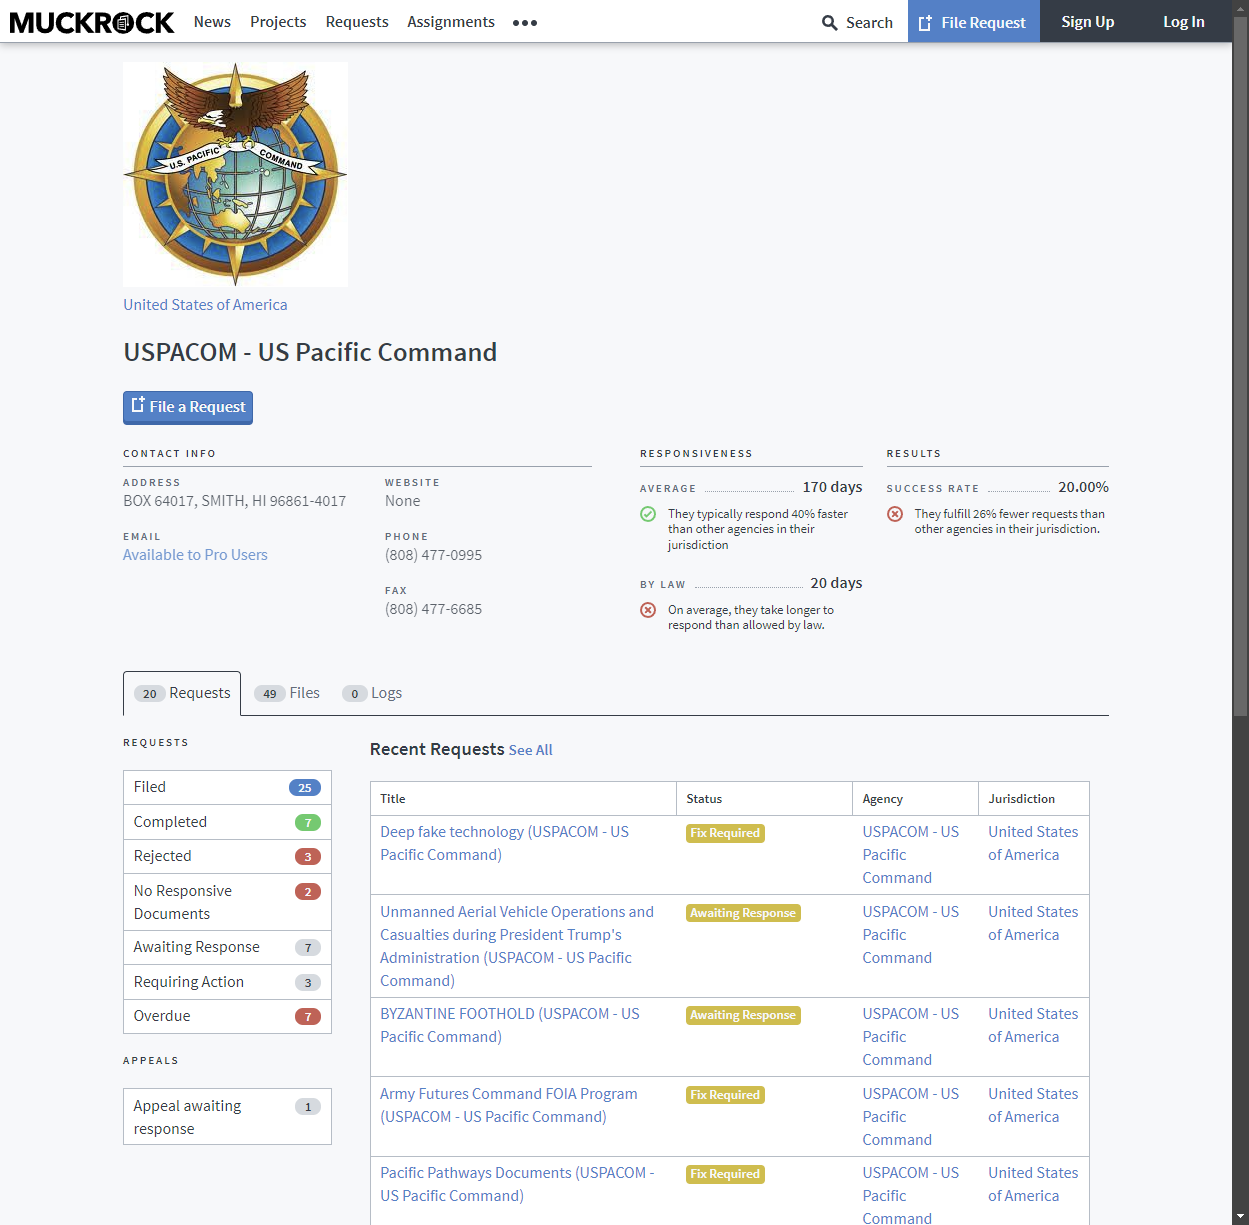 MUCKROCK News Projects Requests Assignments ••• Search File Request Sign Up Log In
U.S. PACIFIC COMMAND
United States of America
USPACOM - US Pacific Command
File a Request
CONTACT INFO
ADDRESS
BOX 64017, SMITH, HI 96861-4017
EMAIL
Available to Pro Users
WEBSITE
None
PHONE
(808) 477-0995
FAX
(808) 477-6685
RESPONSIVENESS
AVERAGE 170 days
They typically respond 40% faster
than other agencies in their
jurisdiction
BY LAW 20 days
On average, they take longer to
respond than allowed by law.
RESULTS
SUCCESS RATE 20.00%
They fulfill 26% fewer requests than
other agencies in their jurisdiction.
20 Requests 49 Files 0 Logs
REQUESTS
Filed 25
Completed 7
Rejected 3
No Responsive 2
Documents
Awaiting Response 7
Requiring Action 3
Overdue 7
APPEALS
Appeal awaiting 1
response
Recent Requests See All
Title Status Agency Jurisdiction
Deep fake technology (USPACOM - US Fix Required USPACOM - US United States
Pacific Command) Pacific of America
Command
Unmanned Aerial Vehicle Operations and Awaiting Response USPACOM - US United States
Casualties during President Trump's Pacific of America
Administration (USPACOM - US Pacific Command
Command)
BYZANTINE FOOTHOLD (USPACOM - US Awaiting Response USPACOM - US United States
Pacific Command) Pacific of America
Command
Army Futures Command FOIA Program Fix Required USPACOM - US United States
(USPACOM - US Pacific Command) Pacific of America
Command
Pacific Pathways Documents (USPACOM - Fix Required USPACOM - US United States
US Pacific Command) Pacific of America
Command